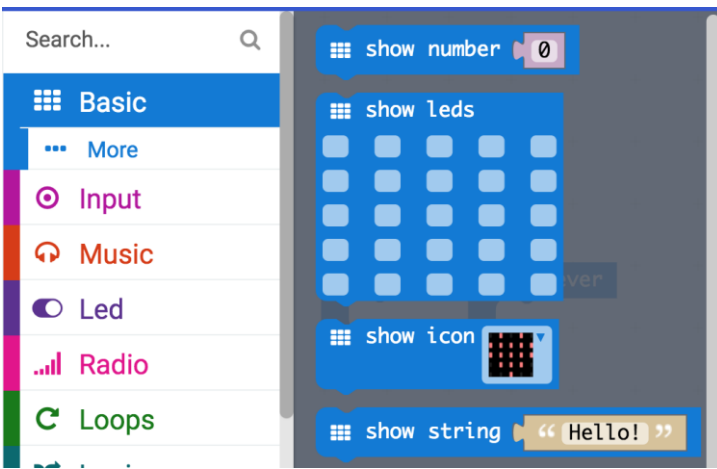 Search...
Basic
More
Input
Music
Led
Radio
Loops
show number 0
show leds
show icon
show string “ Hello! ”